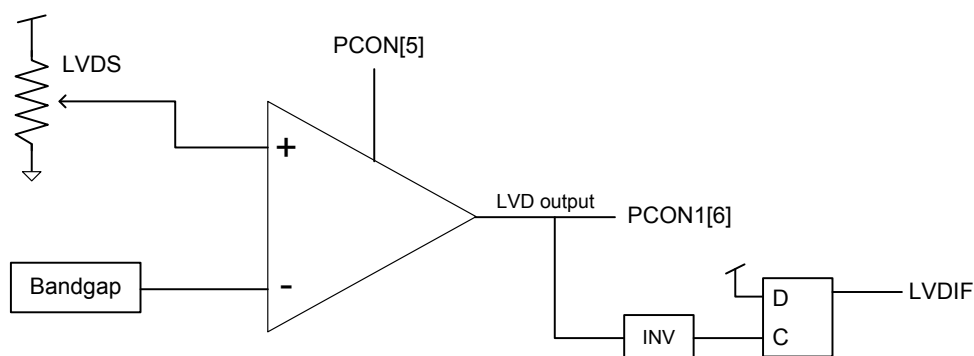 PCON[5]
LVDS
+
LVD output
PCON1[6]
Bandgap
-
D
LVDIF
INV
C